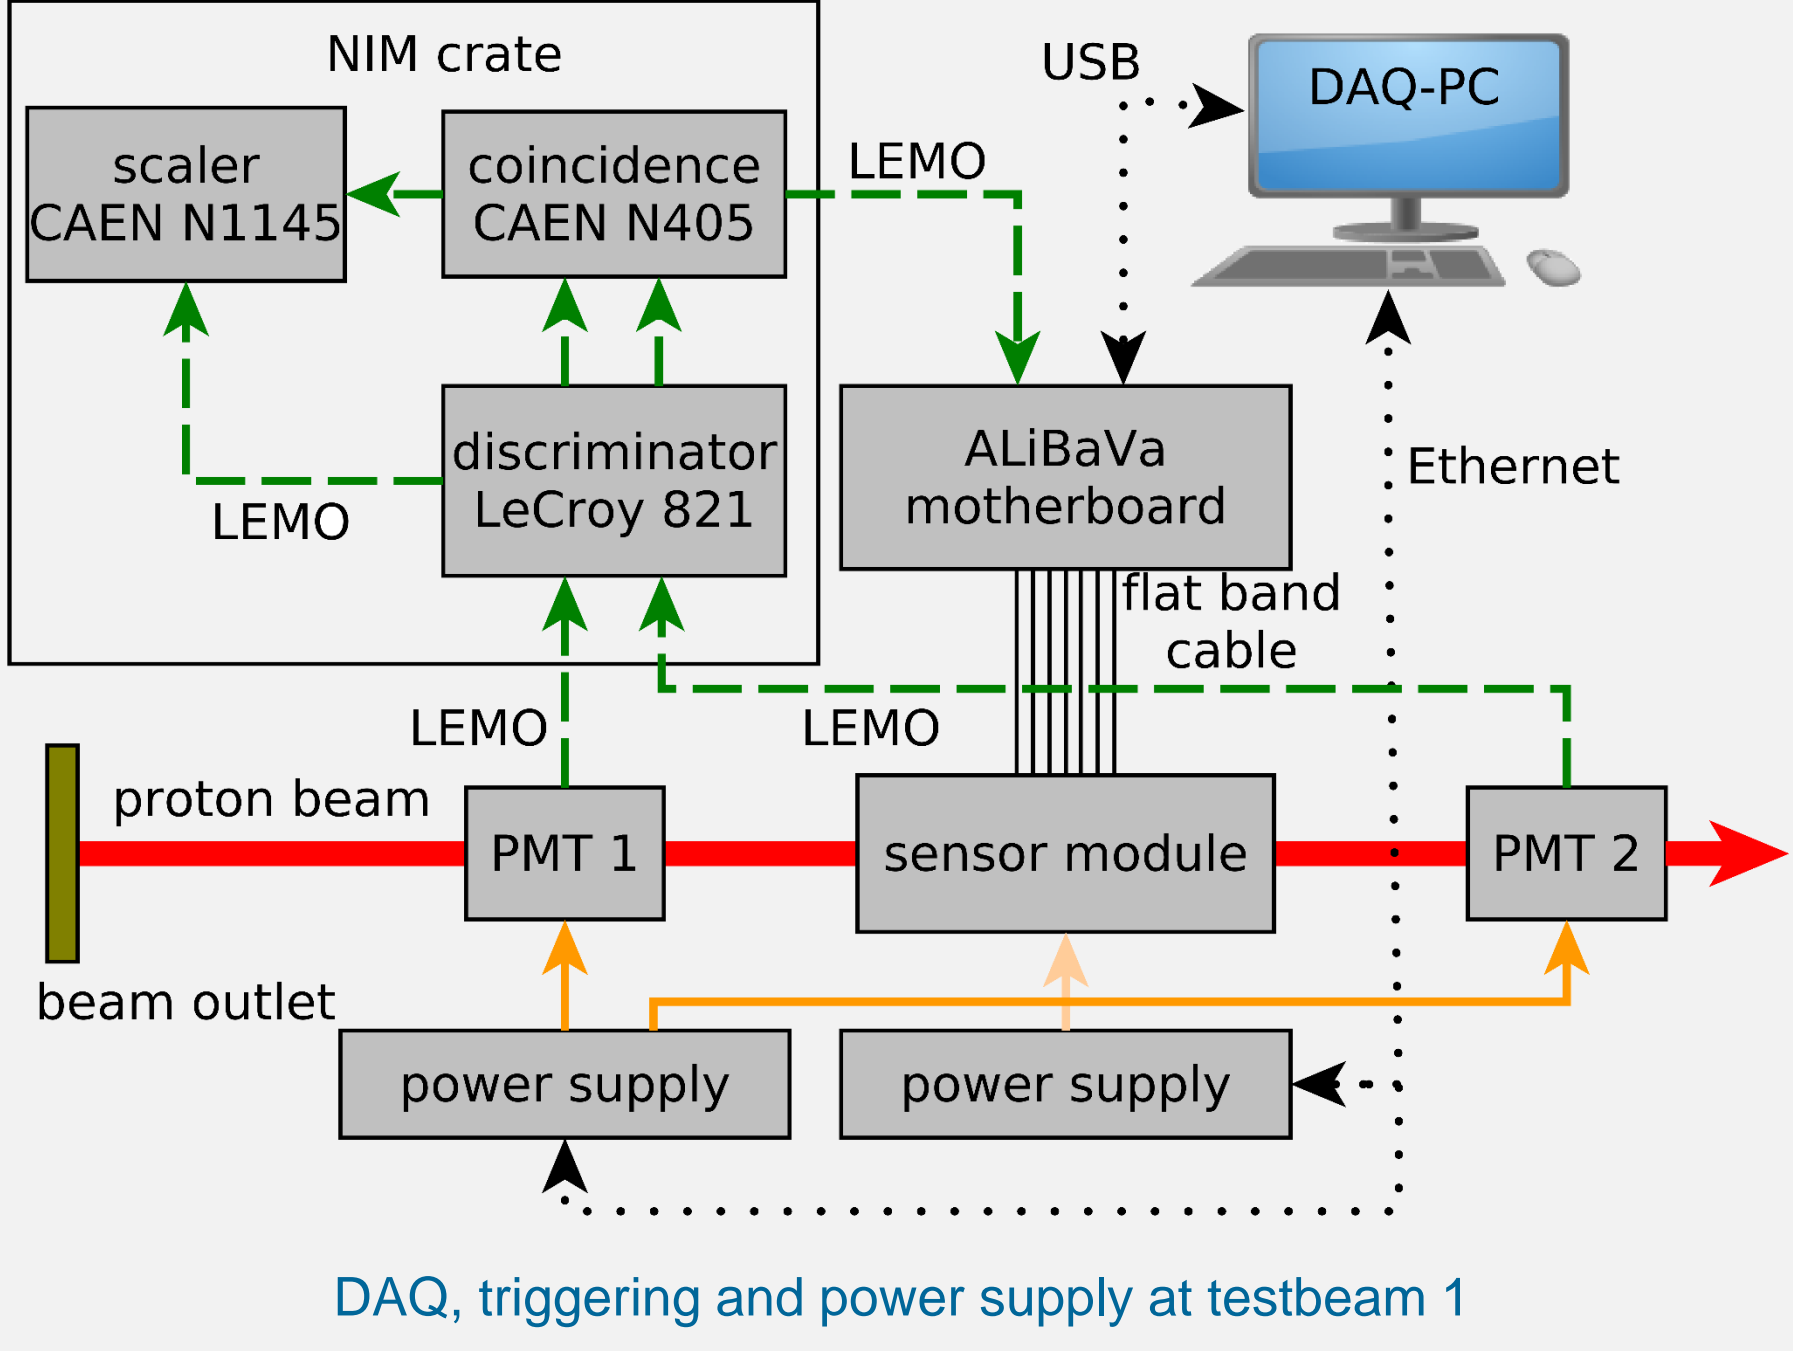 NIM crate
USB
DAQ-PC
scaler
CAEN N1145
coincidence
CAEN N405
LEMO
discriminator
LeCroy 821
LEMO
ALiBaVa
motherboard
Ethernet
flat band
cable
LEMO
LEMO
proton beam
PMT 1
sensor module
PMT 2
beam outlet
power supply
power supply
DAQ, triggering and power supply at testbeam 1